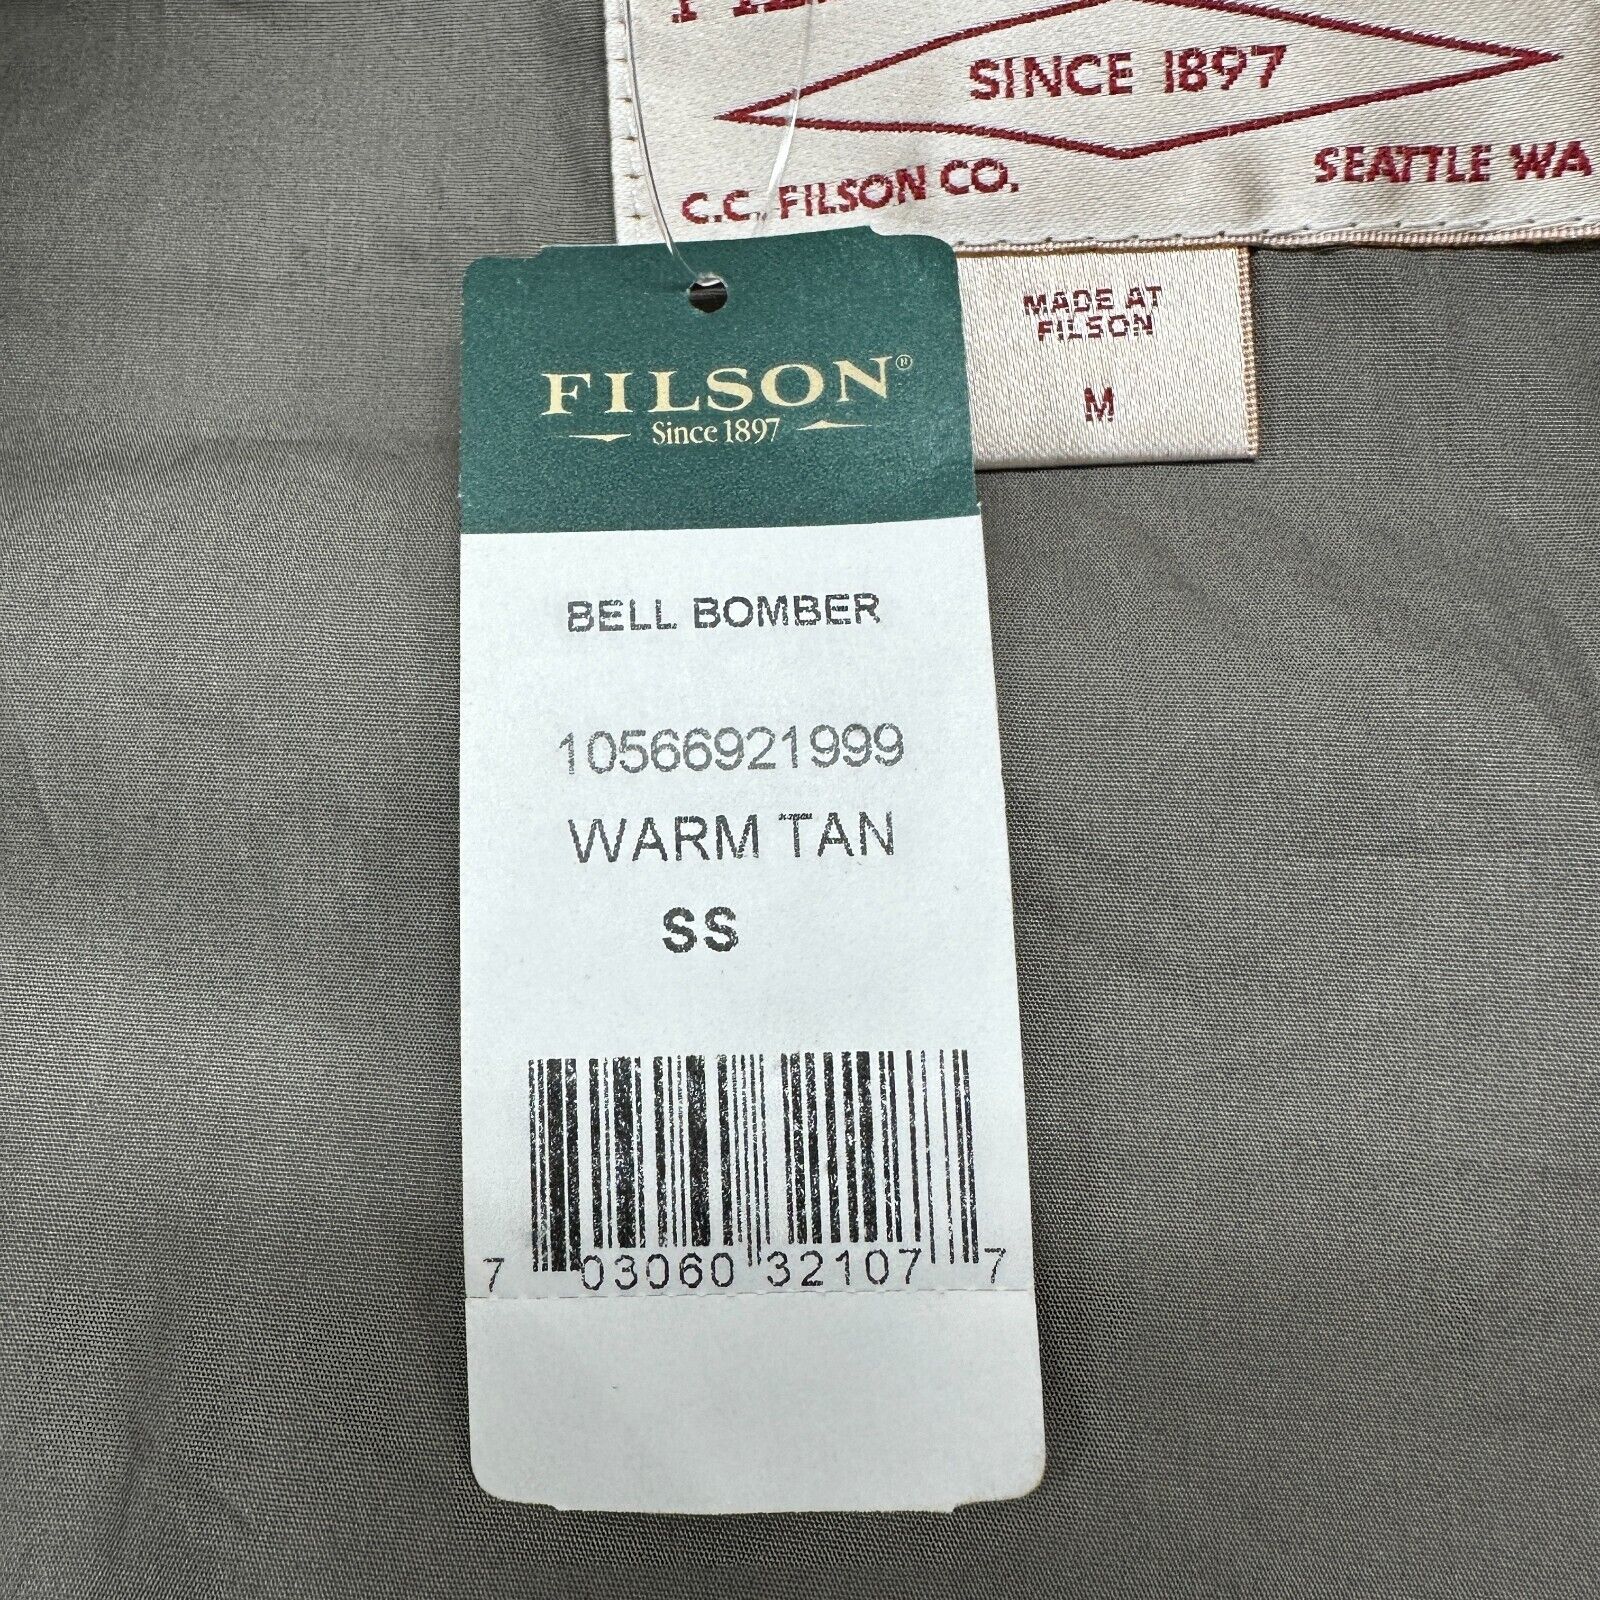 SINCE 1897
C.C. FILSON CO.
SEATTLE WA
MADE AT
FILSON
M
FILSON®
Since 1897
BELL BOMBER
10566921999
WARM TAN
SS
7 03060 32107 7